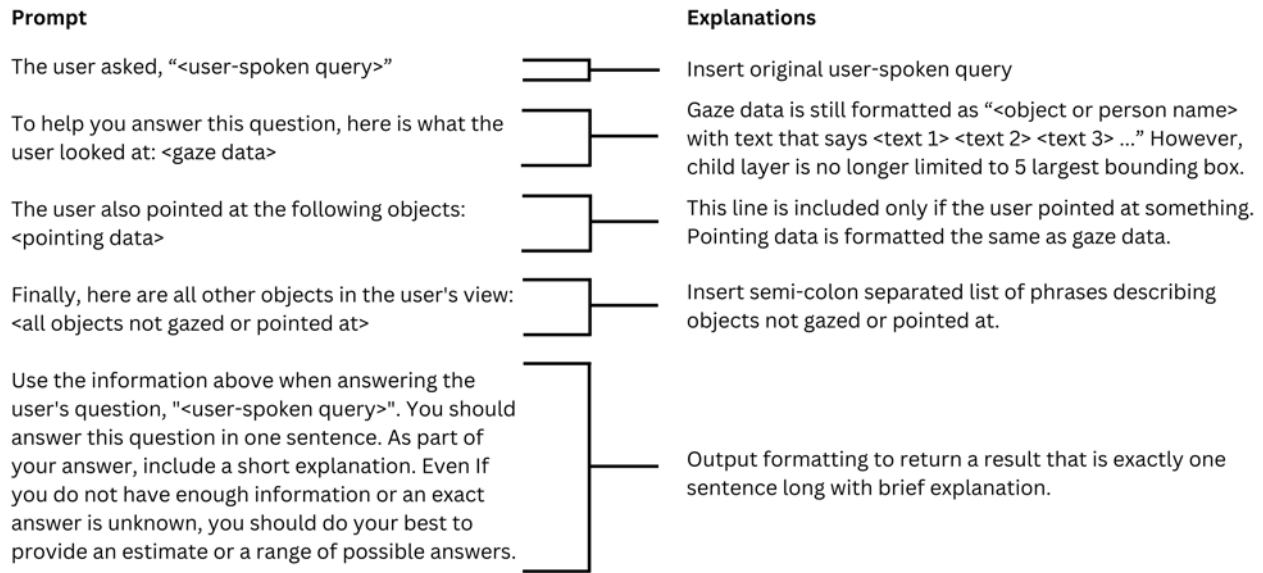 Prompt
Explanations
The user asked, “<user-spoken query>”
Insert original user-spoken query
To help you answer this question, here is what the
user looked at: <gaze data>
Gaze data is still formatted as “<object or person name>
with text that says <text 1> <text 2> <text 3> ...” However,
child layer is no longer limited to 5 largest bounding box.
The user also pointed at the following objects:
<pointing data>
This line is included only if the user pointed at something.
Pointing data is formatted the same as gaze data.
Finally, here are all other objects in the user's view:
<all objects not gazed or pointed at>
Insert semi-colon separated list of phrases describing
objects not gazed or pointed at.
Use the information above when answering the
user's question, "<user-spoken query>". You should
answer this question in one sentence. As part of
your answer, include a short explanation. Even If
you do not have enough information or an exact
answer is unknown, you should do your best to
provide an estimate or a range of possible answers.
Output formatting to return a result that is exactly one
sentence long with brief explanation.